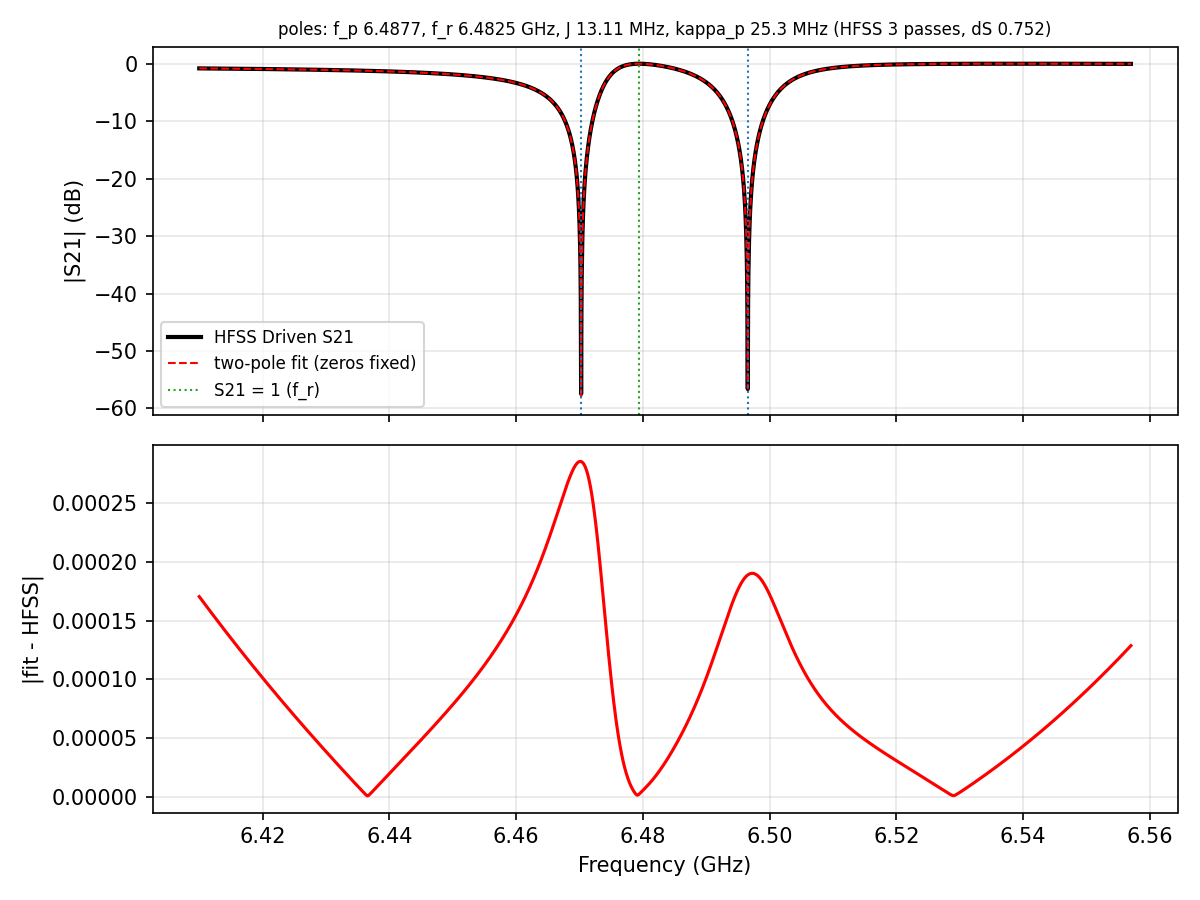 poles: f_p 6.4877, f_r 6.4825 GHz, J 13.11 MHz, kappa_p 25.3 MHz (HFSS 3 passes, dS 0.752)
|S21| (dB)
0
−10
−20
−30
−40
−50
−60
HFSS Driven S21
two-pole fit (zeros fixed)
S21 = 1 (f_r)
|fit - HFSS|
0.00025
0.00020
0.00015
0.00010
0.00005
0.00000
6.42 6.44 6.46 6.48 6.50 6.52 6.54 6.56
Frequency (GHz)